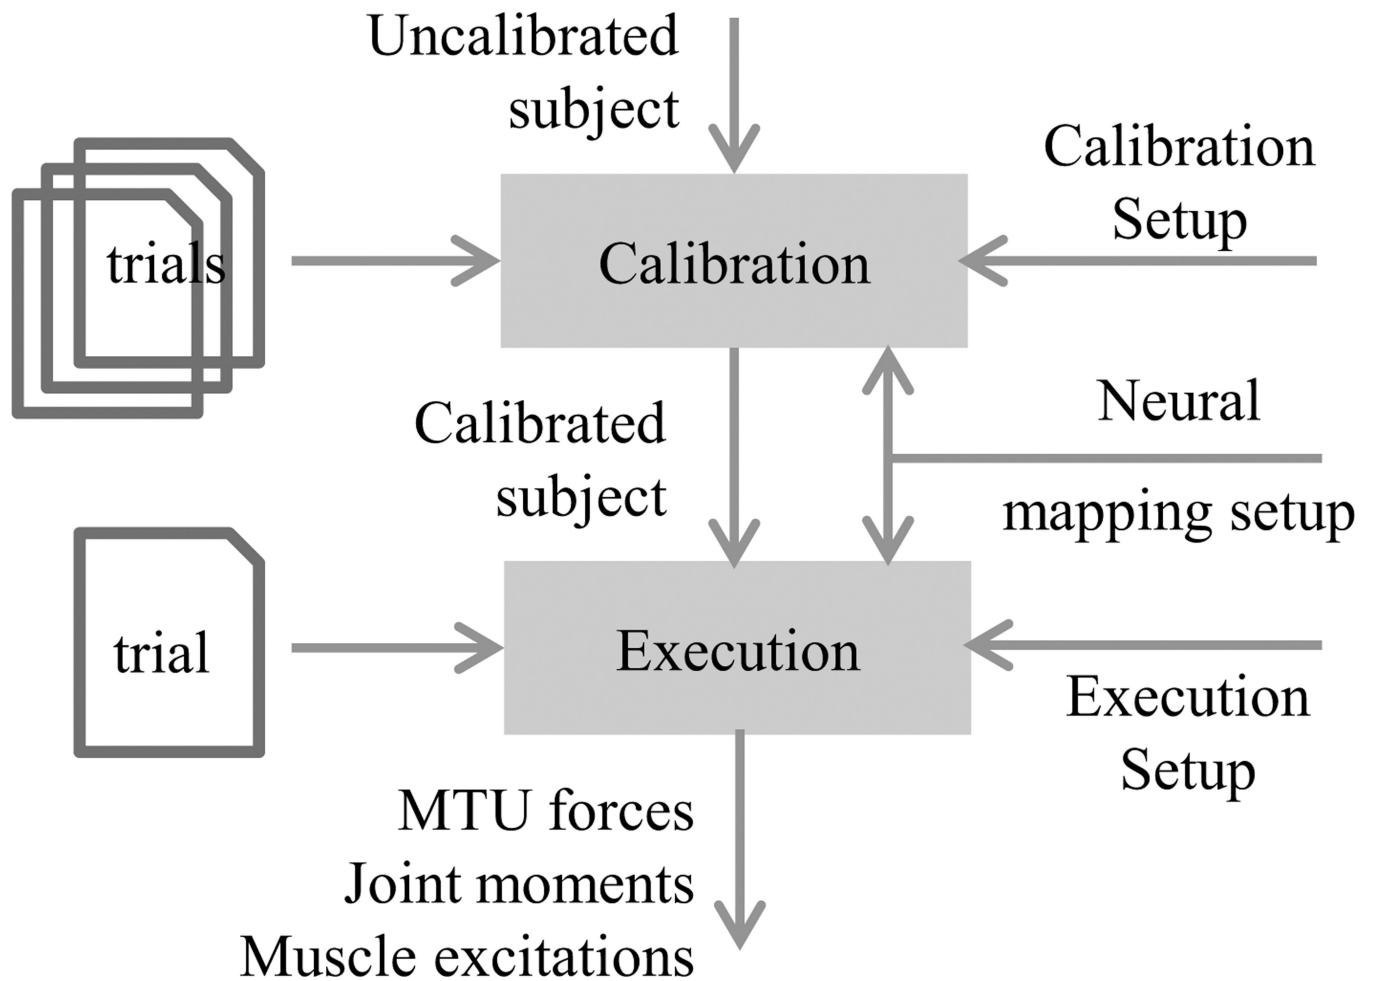 Uncalibrated
subject
Calibration
Setup
trials
Calibration
Calibrated
subject
Neural
mapping setup
trial
Execution
Execution
Setup
MTU forces
Joint moments
Muscle excitations